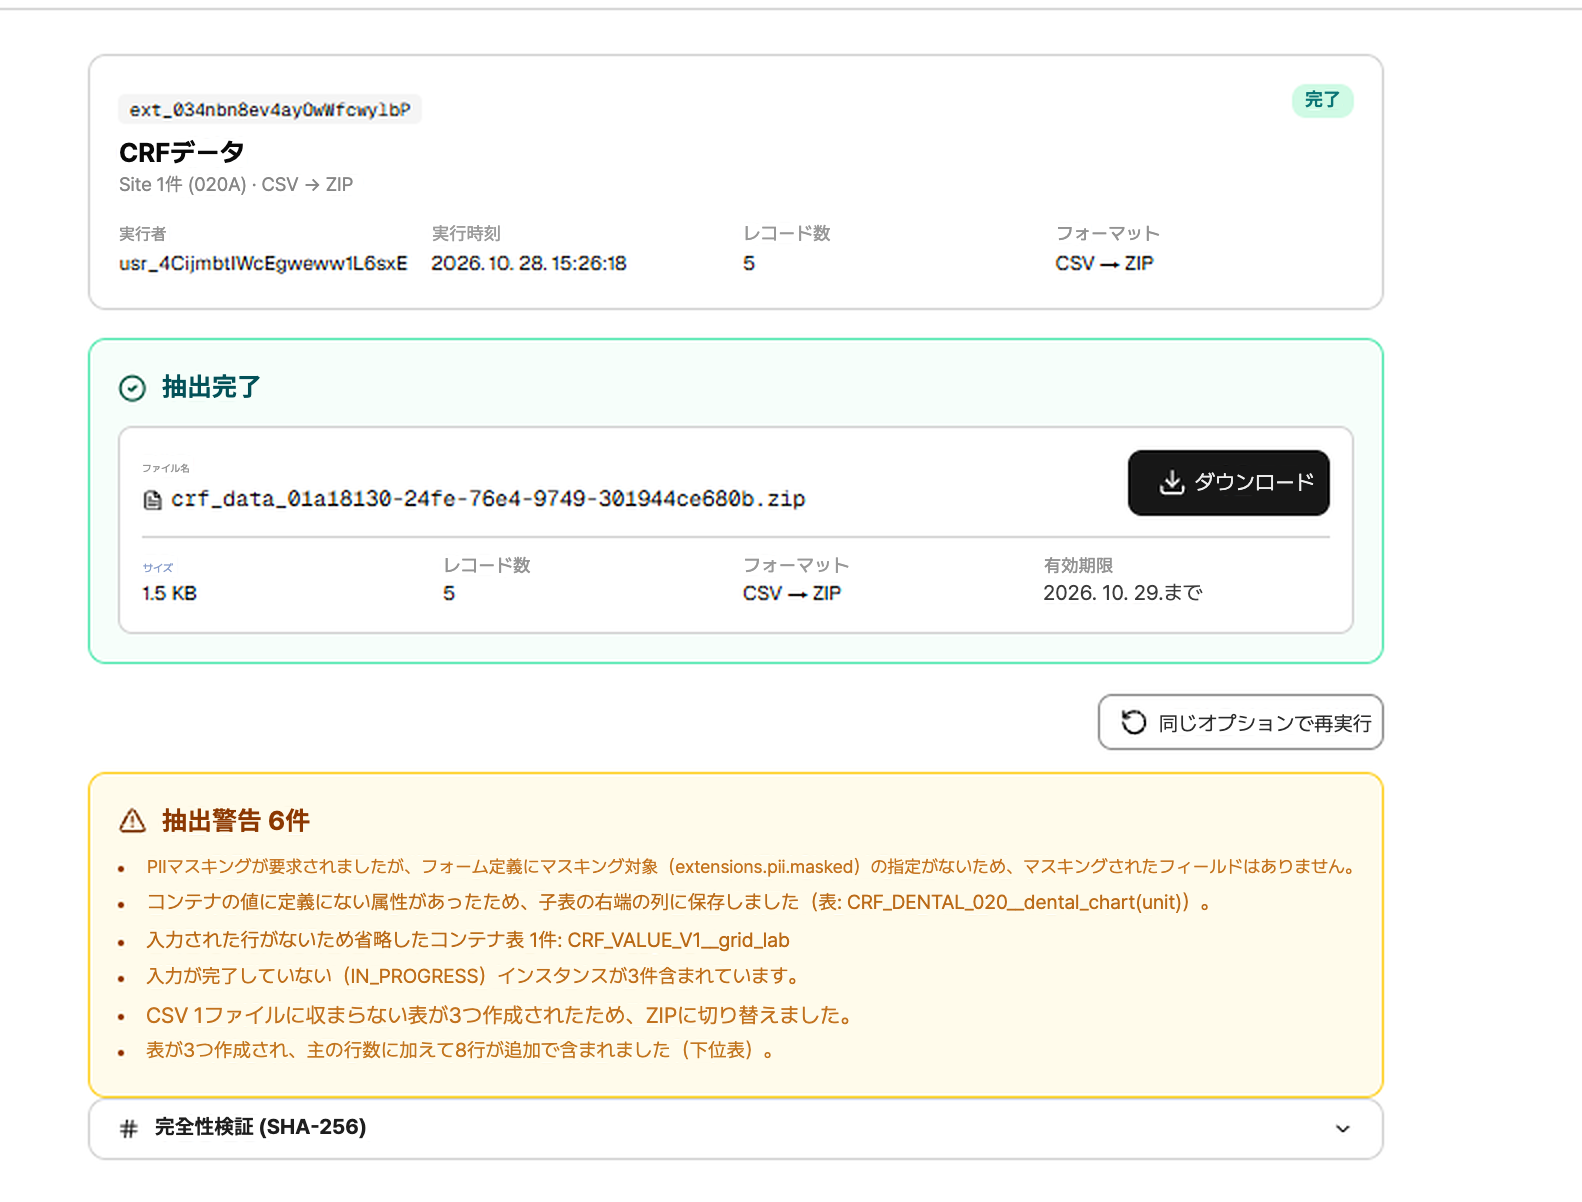 ext_034nbn8ev4ayOwWfcwylbP
完了
CRFデータ
Site 1件 (020A) · CSV → ZIP
実行者
実行時刻
レコード数
フォーマット
usr_4CijmbtIWcEgweww1L6sxE
2026. 10. 28. 15:26:18
5
CSV → ZIP
抽出完了
ファイル名
crf_data_01a18130-24fe-76e4-9749-301944ce680b.zip
ダウンロード
サイズ
レコード数
フォーマット
有効期限
1.5 KB
5
CSV → ZIP
2026. 10. 29.まで
同じオプションで再実行
抽出警告 6件
• PIIマスキングが要求されましたが、フォーム定義にマスキング対象（extensions.pii.masked）の指定がないため、マスキングされたフィールドはありません。
• コンテナの値に定義にない属性があったため、子表の右端の列に保存しました（表: CRF_DENTAL_020__dental_chart(unit)）。
• 入力された行がないため省略したコンテナ表 1件: CRF_VALUE_V1__grid_lab
• 入力が完了していない（IN_PROGRESS）インスタンスが3件含まれています。
• CSV 1ファイルに収まらない表が3つ作成されたため、ZIPに切り替えました。
• 表が3つ作成され、主の行数に加えて8行が追加で含まれました（下位表）。
# 完全性検証 (SHA-256)